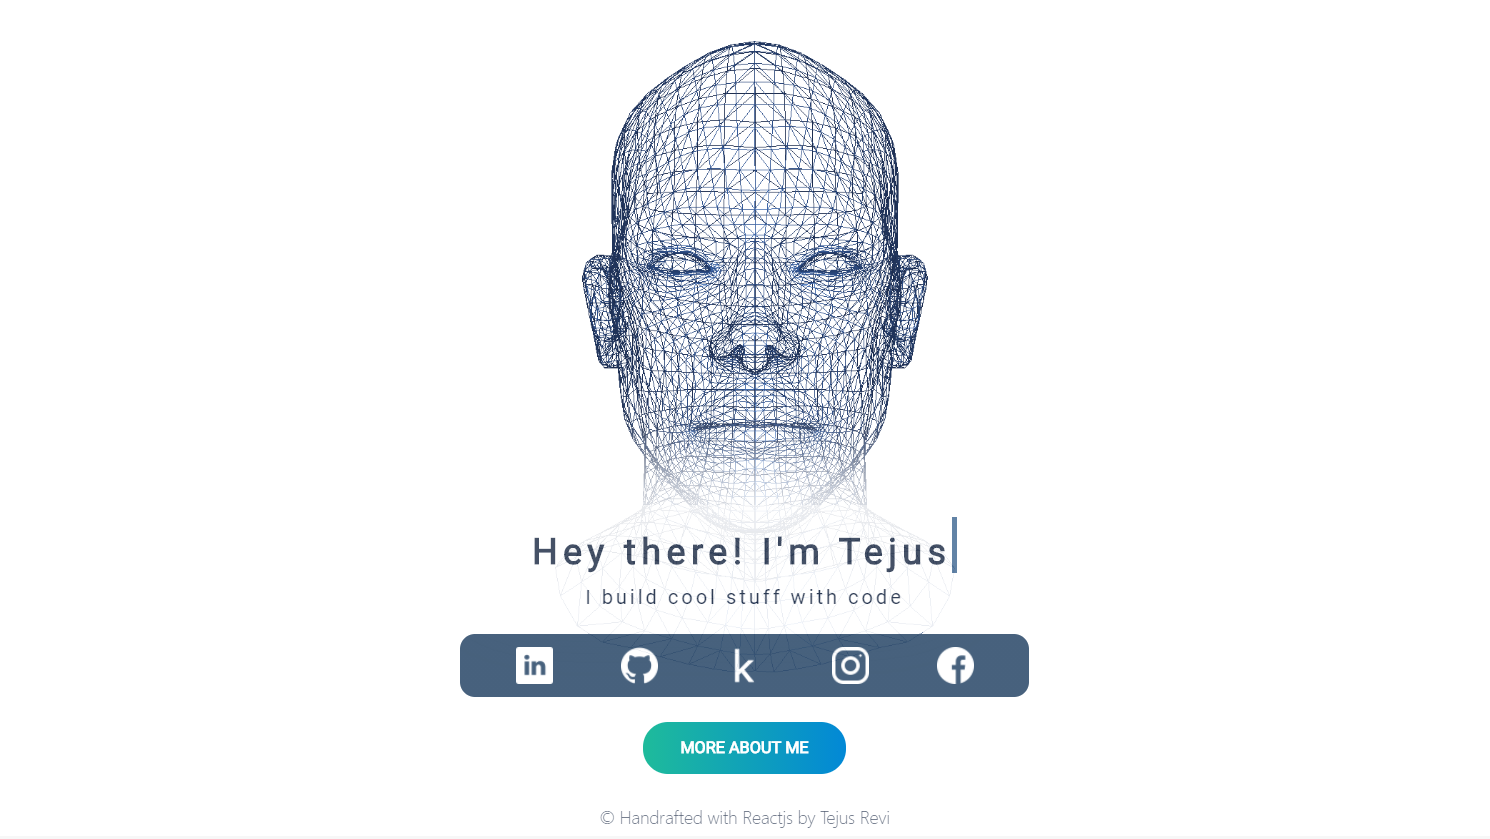 Hey there! I'm Tejus
I build cool stuff with code
in
k
MORE ABOUT ME
© Handrafted with Reactjs by Tejus Revi